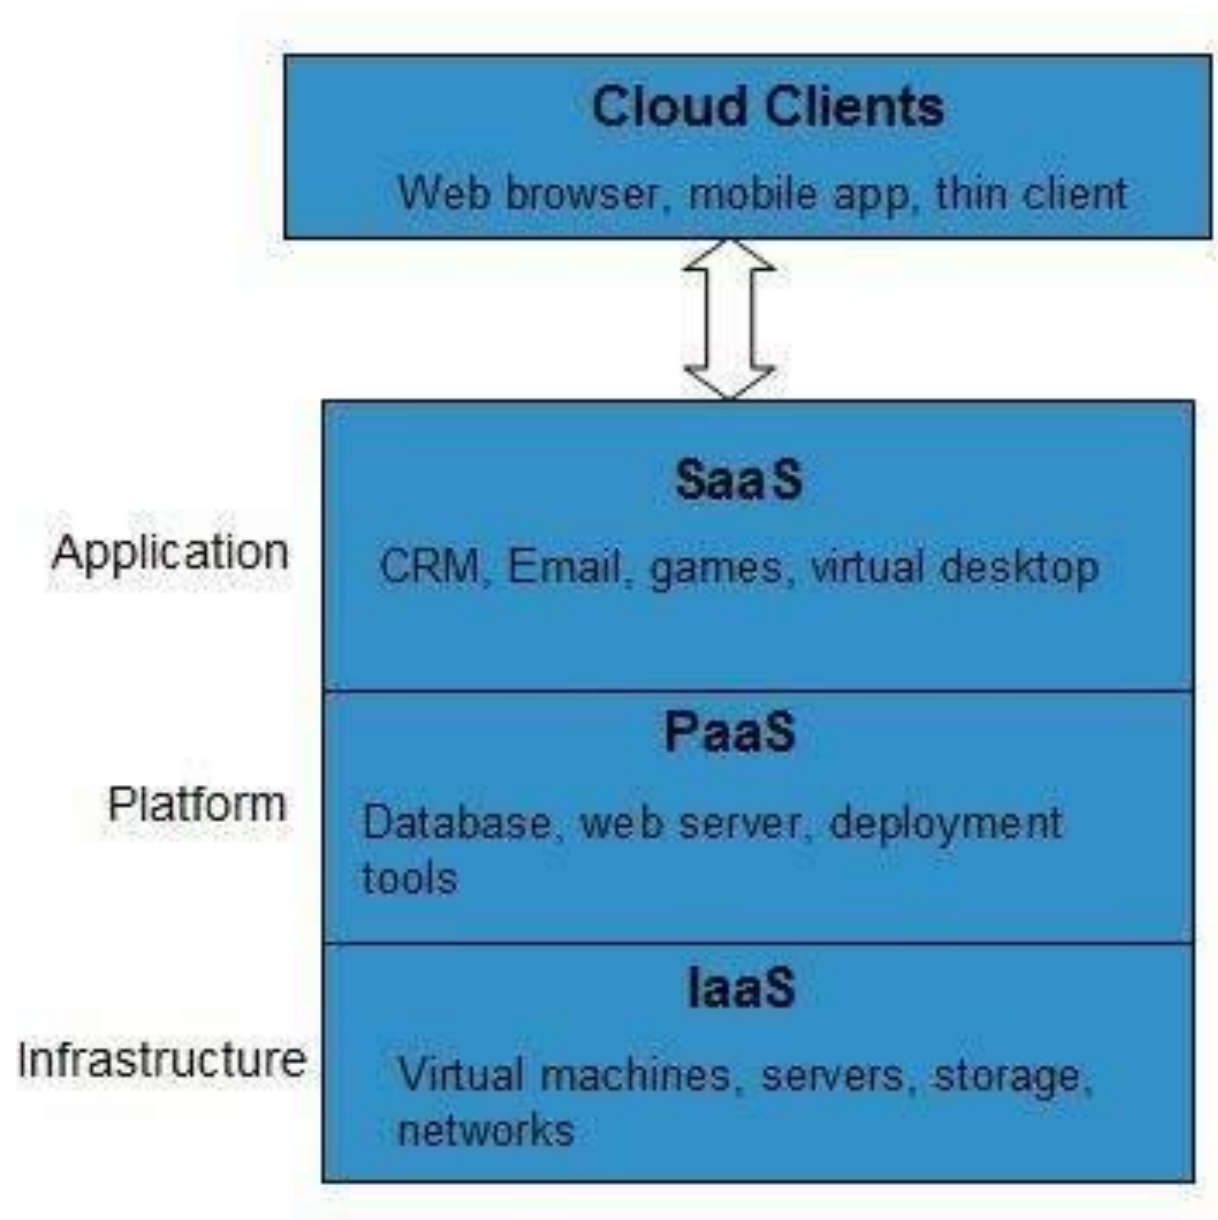 Cloud Clients
Web browser, mobile app, thin client
SaaS
Application
CRM, Email, games, virtual desktop
PaaS
Platform
Database, web server, deployment
tools
IaaS
Infrastructure
Virtual machines, servers, storage,
networks